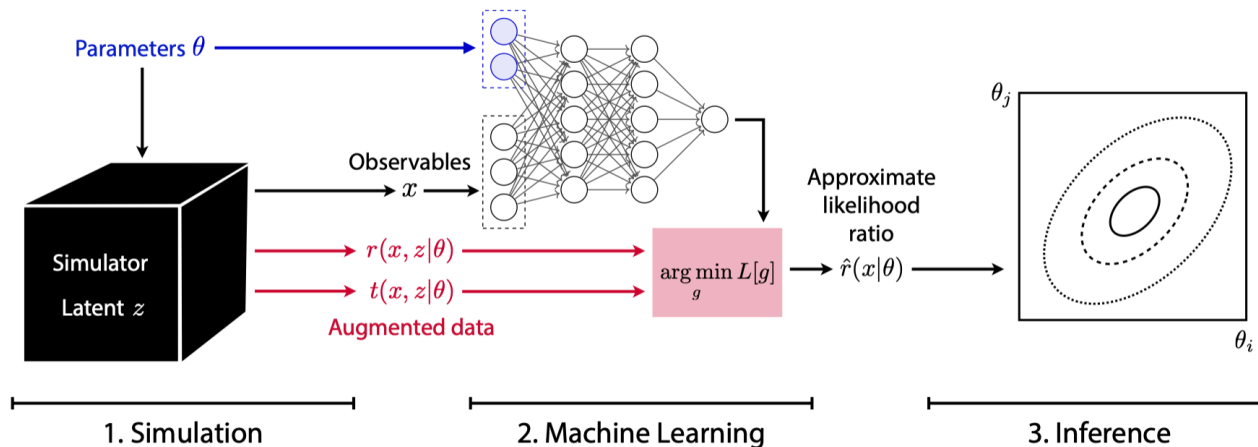 Parameters θ
Observables
x
Simulator
Latent z
r(x, z|θ)
t(x, z|θ)
Augmented data
arg min L[g]
g
Approximate
likelihood
ratio
r̂(x|θ)
θⱼ
θᵢ
1. Simulation
2. Machine Learning
3. Inference